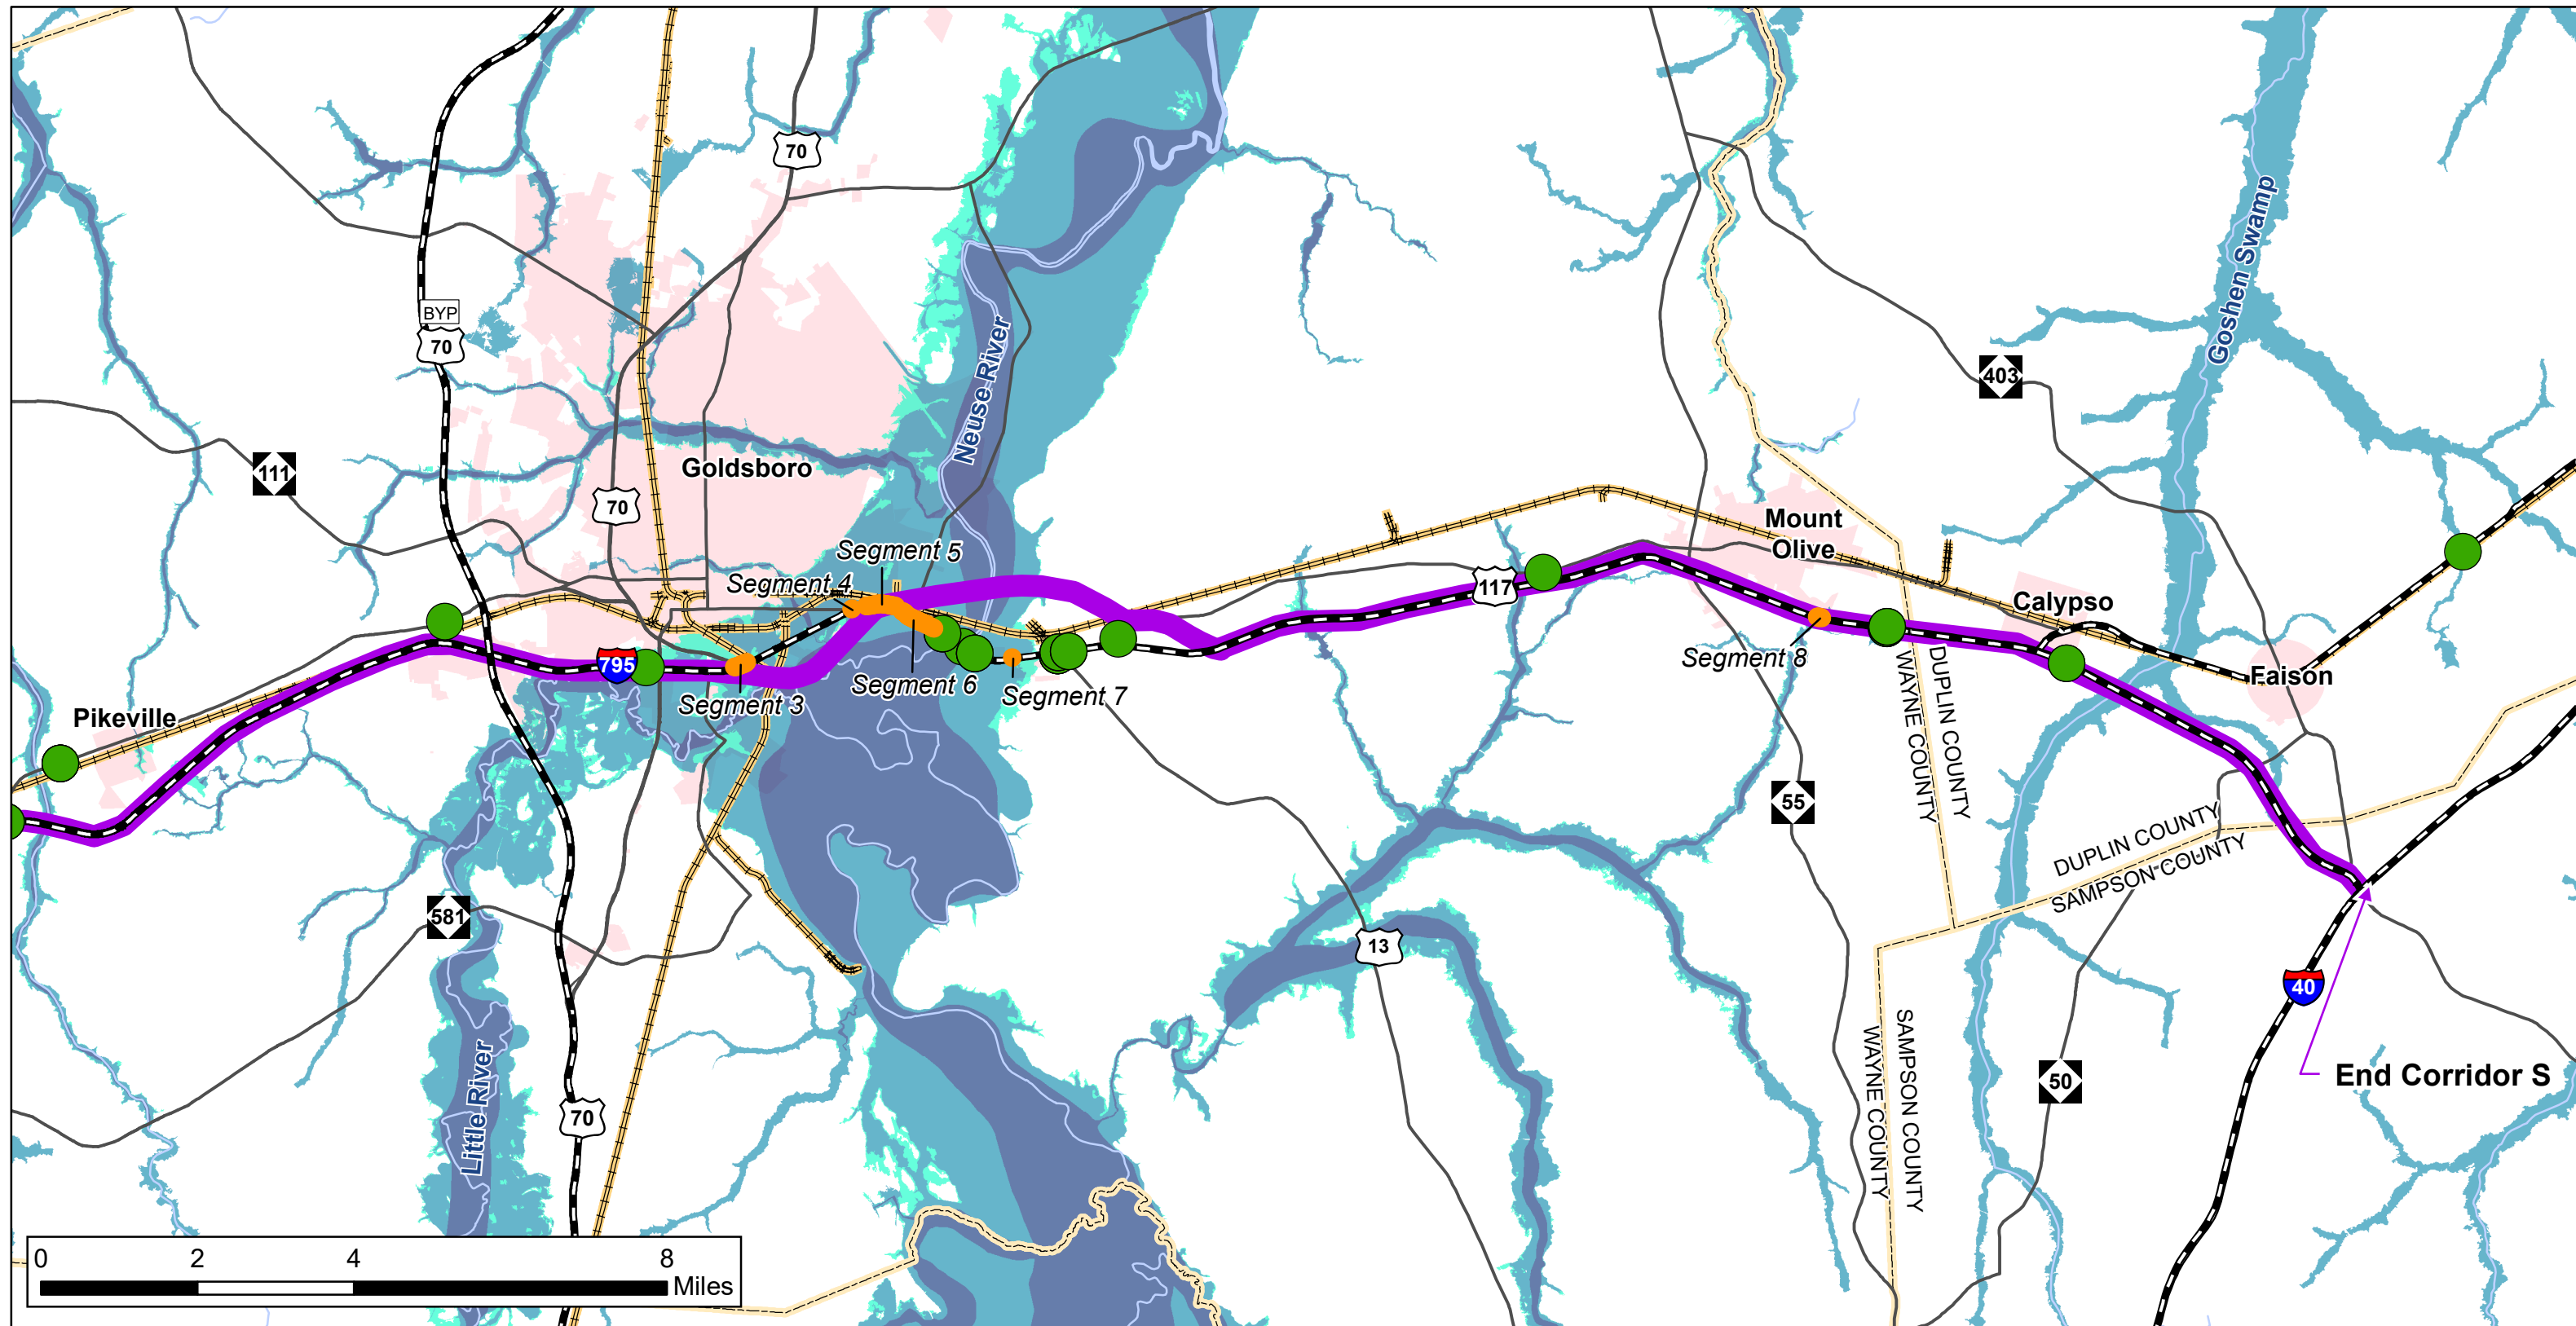 70
BYP
70
Goshen Swamp
Neuse River
403
111
Goldsboro
70
Mount
Olive
Segment 5
Segment 4
117
Calypso
795
Segment 8
Segment 6
Segment 7
Segment 3
Pikeville
Faison
WAYNE COUNTY
DUPLIN COUNTY
55
DUPLIN COUNTY
SAMPSON COUNTY
581
13
40
End Corridor S
50
WAYNE COUNTY
SAMPSON COUNTY
Little River
70
0 2 4 8
Miles